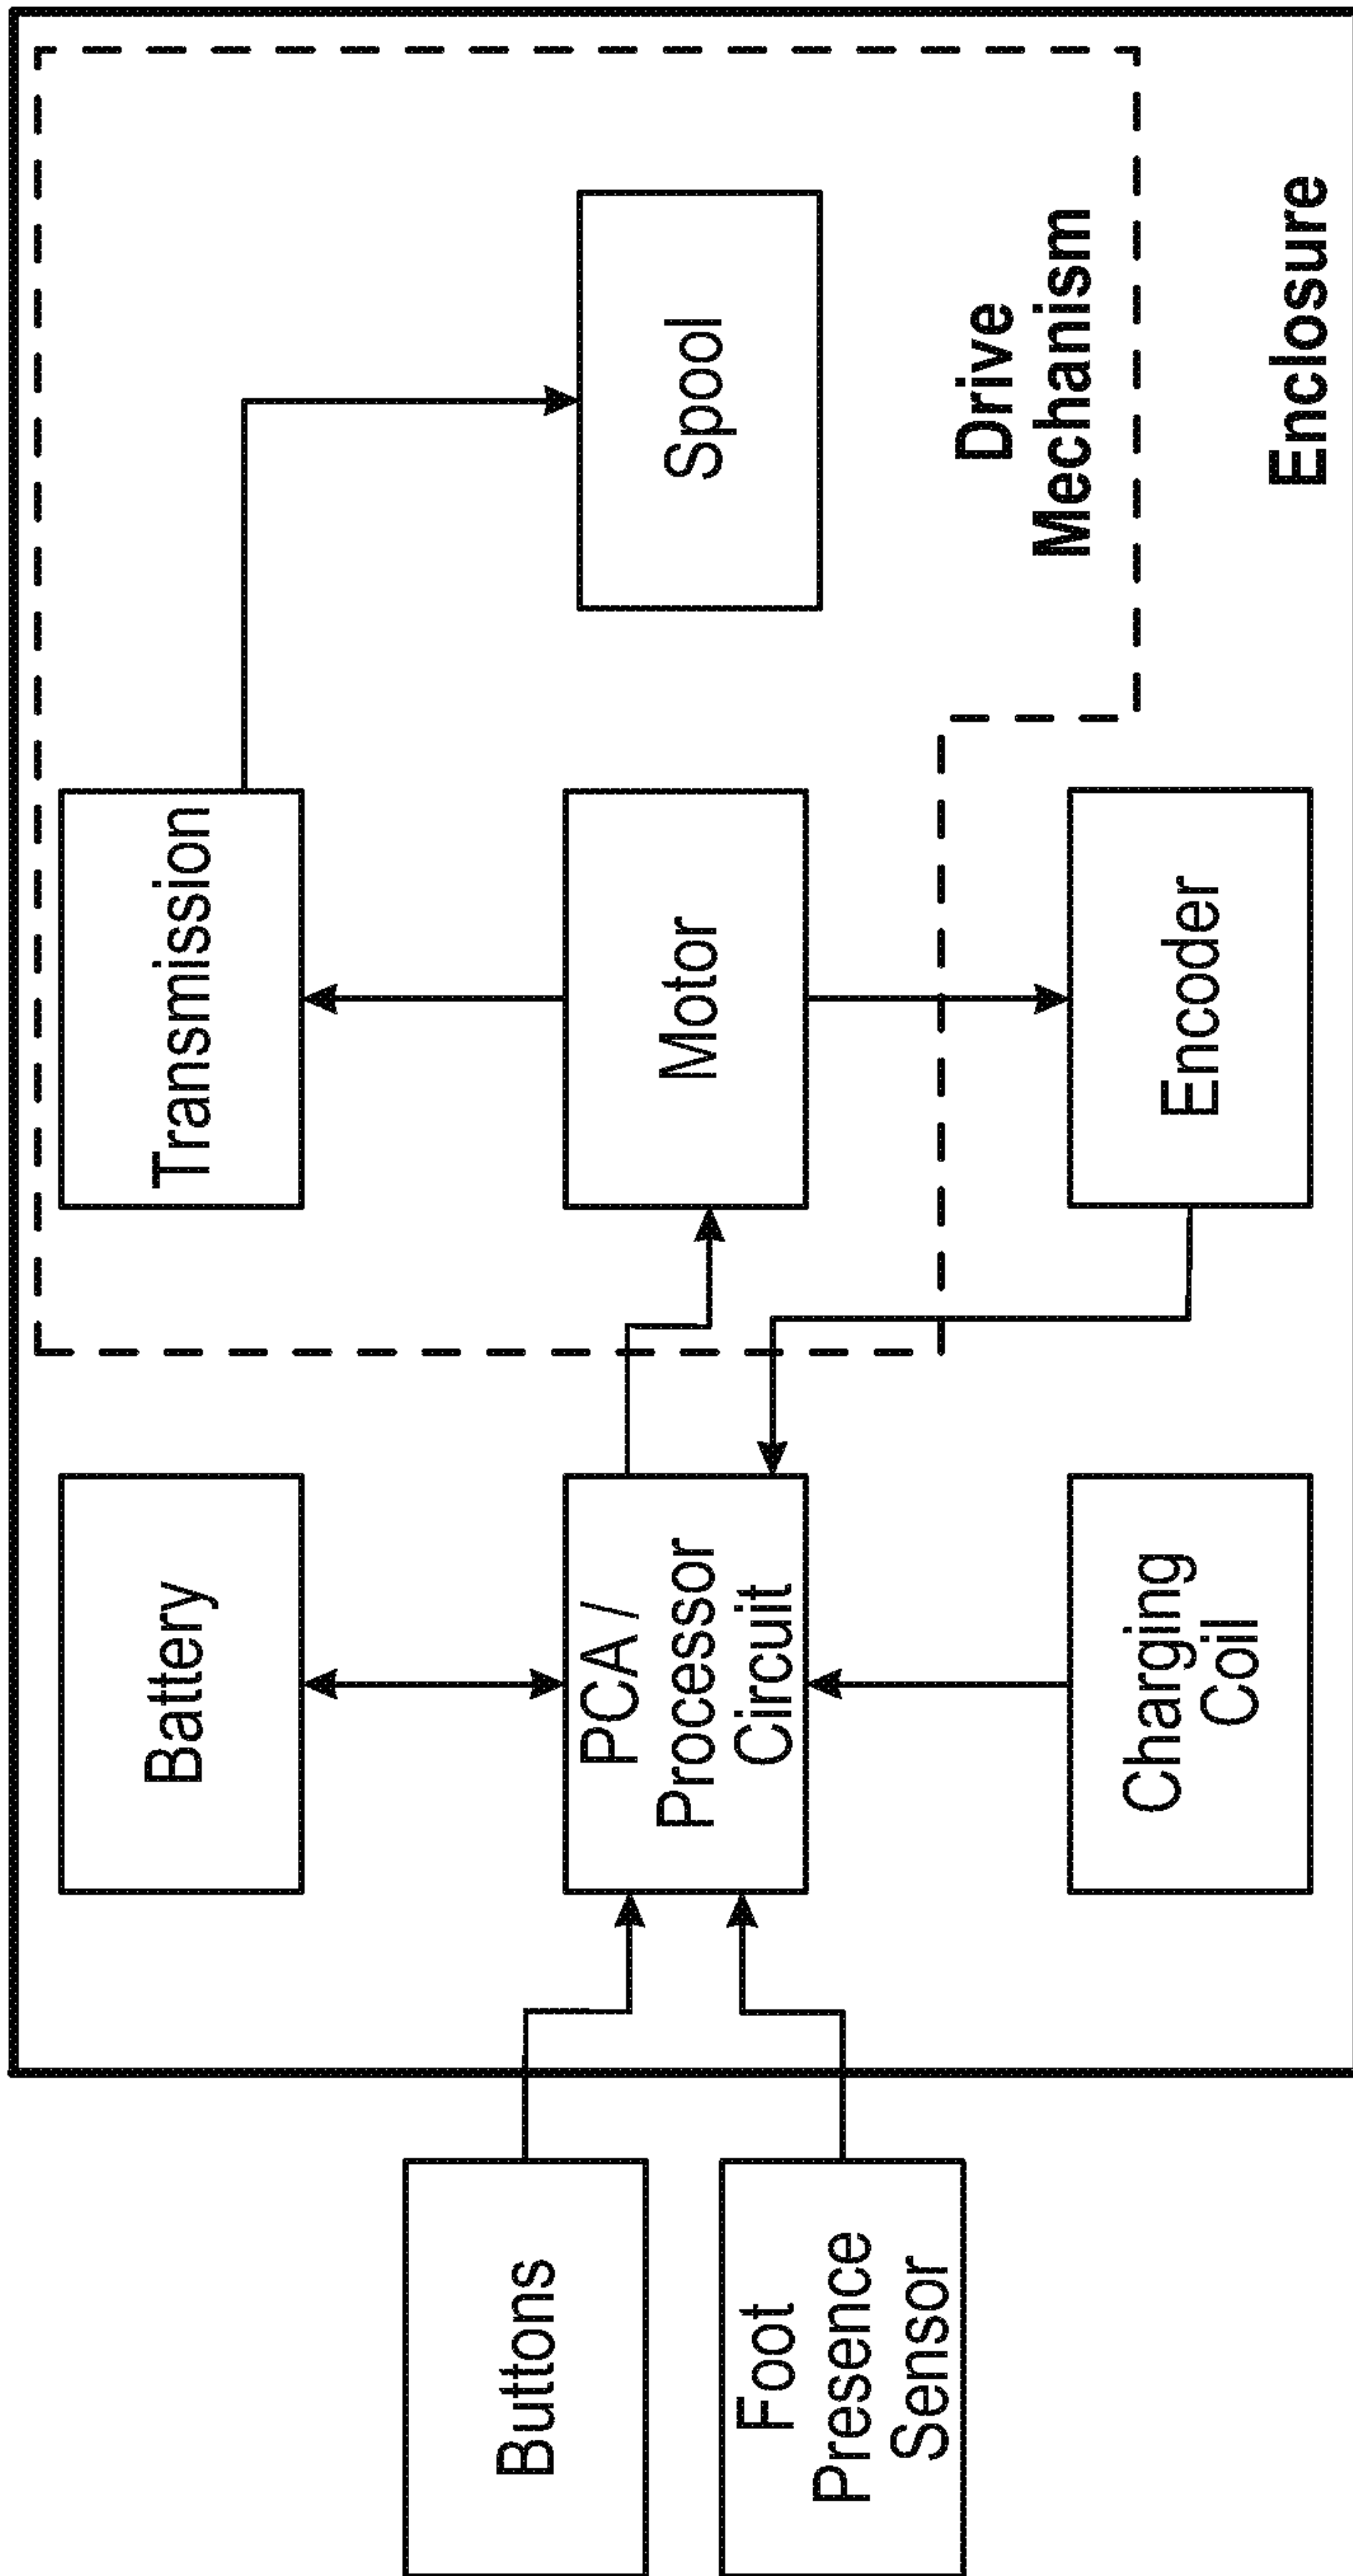 Buttons
Foot
Presence
Sensor
Battery
PCA /
Processor
Circuit
Charging
Coil
Transmission
Motor
Encoder
Spool
Drive
Mechanism
Enclosure